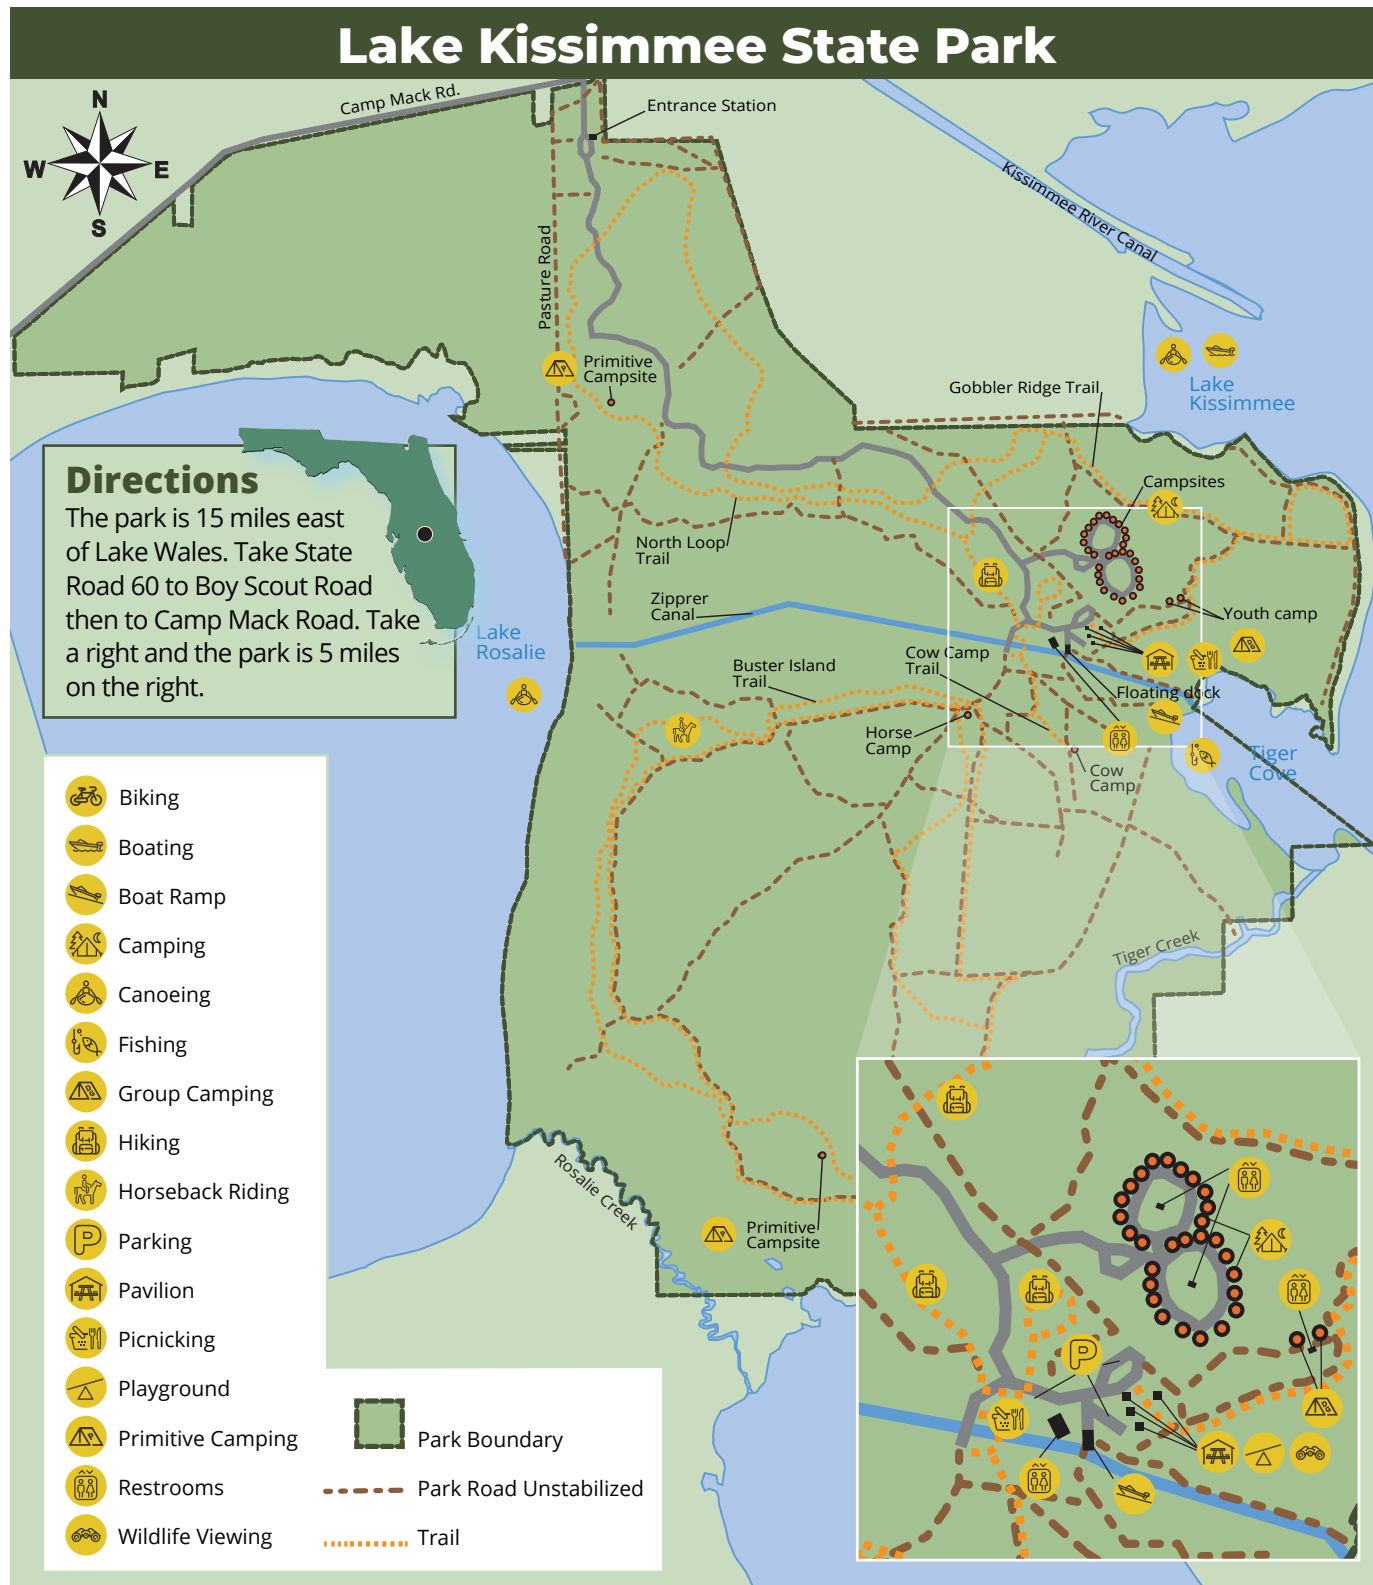 Lake Kissimmee State Park
Camp Mack Rd.
Entrance Station
N
W
E
S
Kissimmee River Canal
Pasture Road
Primitive
Campsite
Lake
Kissimmee
Gobbler Ridge Trail
Directions
The park is 15 miles east
of Lake Wales. Take State
Road 60 to Boy Scout Road
then to Camp Mack Road. Take
a right and the park is 5 miles
on the right.
Campsites
North Loop
Trail
Zipprer
Canal
Youth camp
Lake
Rosalie
Buster Island
Trail
Cow Camp
Trail
Floating dock
Horse
Camp
Cow
Camp
Tiger
Cove
Tiger Creek
Rosalie Creek
Primitive
Campsite
P
Biking
Boating
Boat Ramp
Camping
Canoeing
Fishing
Group Camping
Hiking
Horseback Riding
P
Parking
Pavilion
Picnicking
Playground
Primitive Camping
Restrooms
Wildlife Viewing
Park Boundary
Park Road Unstabilized
Trail